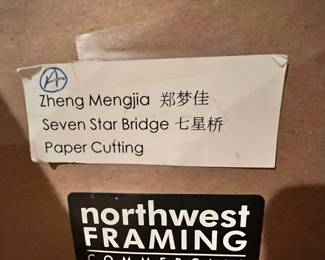 A
Zheng Mengjia 郑梦佳
Seven Star Bridge 七星桥
Paper Cutting
northwest
FRAMING